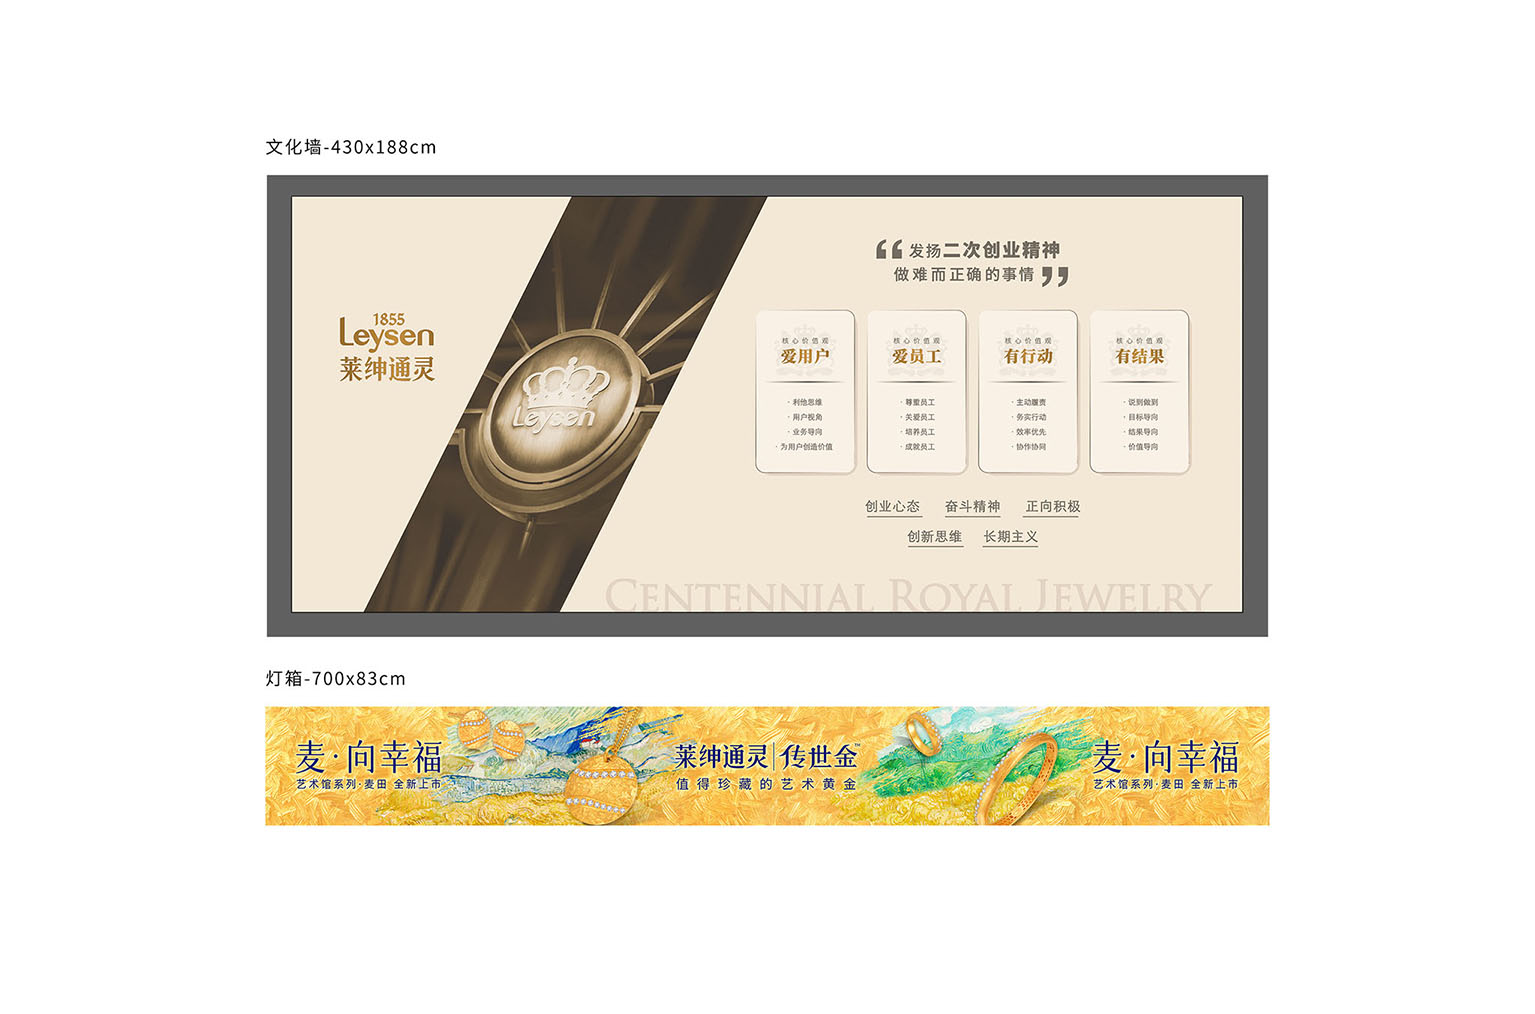 文化墙-430x188cm
1855
Leysen
莱绅通灵
Leysen
“发扬二次创业精神
做难而正确的事情”
核心价值观
爱用户
· 利他思维
· 用户视角
· 业务导向
· 为用户创造价值
核心价值观
爱员工
· 尊重员工
· 关爱员工
· 培养员工
· 成就员工
核心价值观
有行动
· 主动履责
· 务实行动
· 效率优先
· 协作协同
核心价值观
有结果
· 说到做到
· 目标导向
· 结果导向
· 价值导向
创业心态 奋斗精神 正向积极
创新思维 长期主义
CENTENNIAL ROYAL JEWELRY
灯箱-700x83cm
麦·向幸福
艺术馆系列·麦田 全新上市
莱绅通灵|传世金™
值得珍藏的艺术黄金
麦·向幸福
艺术馆系列·麦田 全新上市